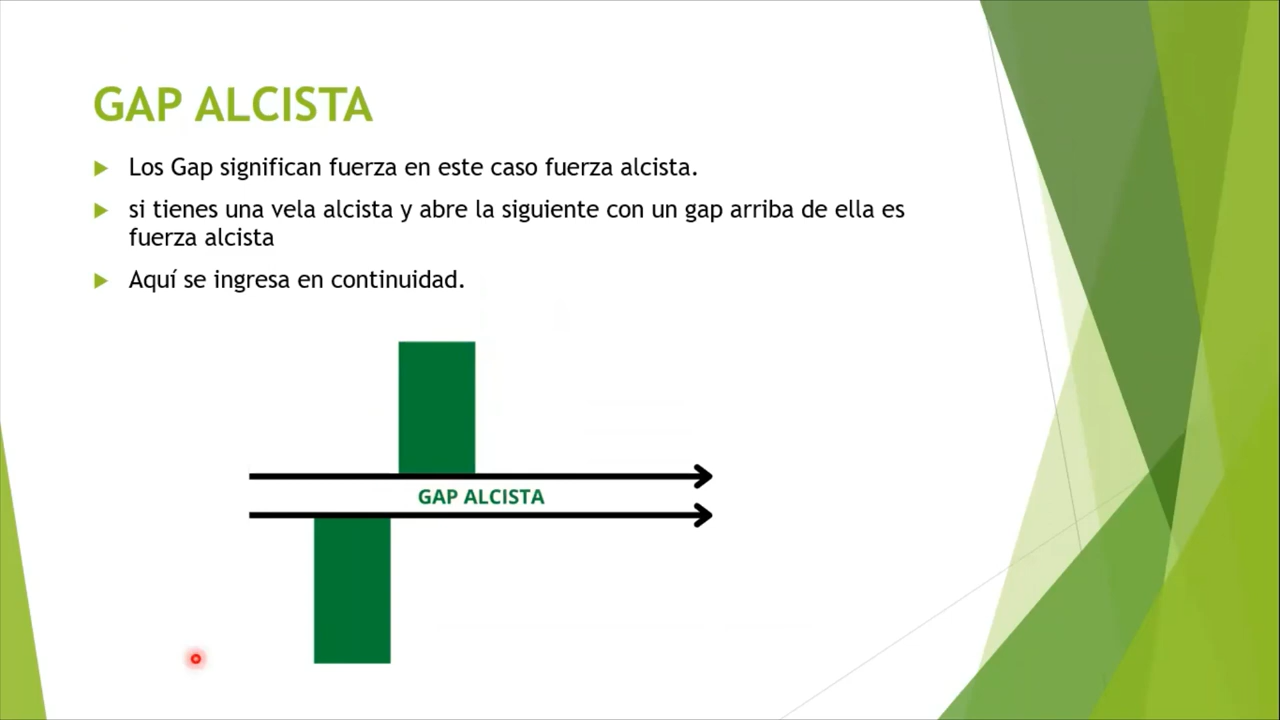 GAP ALCISTA
Los Gap significan fuerza en este caso fuerza alcista.
si tienes una vela alcista y abre la siguiente con un gap arriba de ella es
fuerza alcista
Aquí se ingresa en continuidad.
GAP ALCISTA